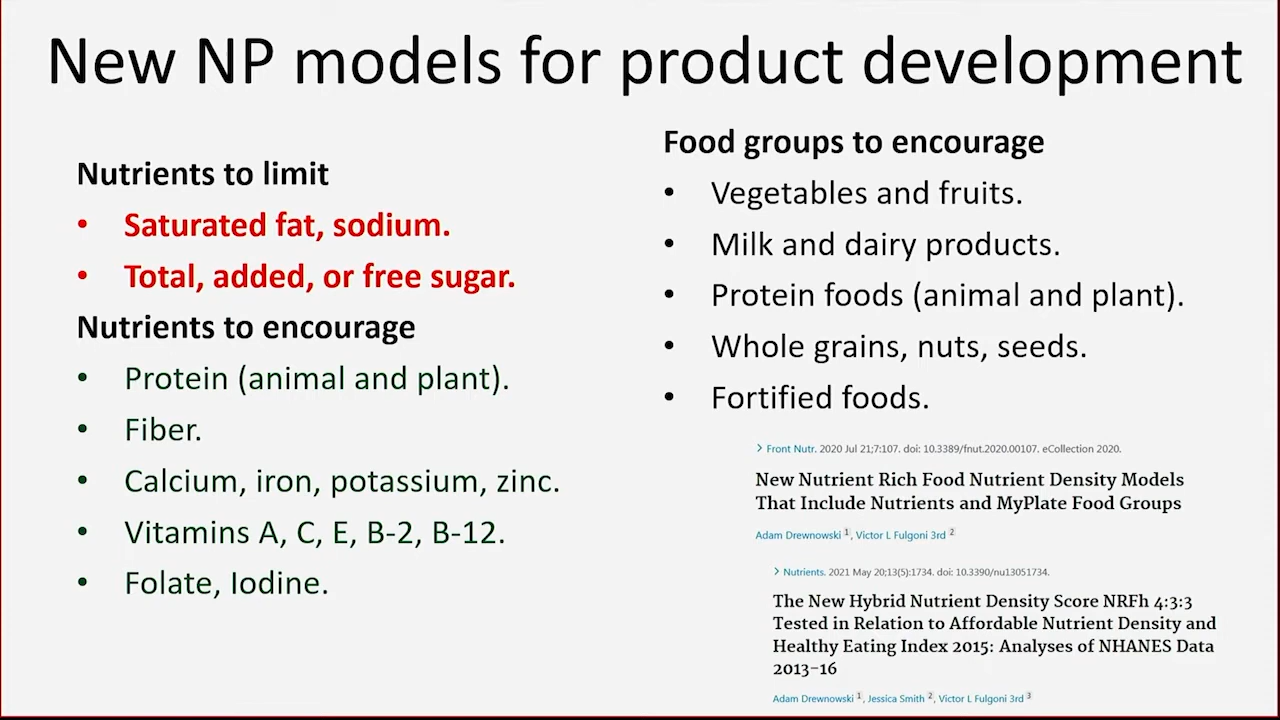 New NP models for product development
Nutrients to limit
• Saturated fat, sodium.
• Total, added, or free sugar.
Nutrients to encourage
• Protein (animal and plant).
• Fiber.
• Calcium, iron, potassium, zinc.
• Vitamins A, C, E, B-2, B-12.
• Folate, Iodine.
Food groups to encourage
• Vegetables and fruits.
• Milk and dairy products.
• Protein foods (animal and plant).
• Whole grains, nuts, seeds.
• Fortified foods.
> Front Nutr. 2020 Jul 21;7:107. doi: 10.3389/fnut.2020.00107. eCollection 2020.
New Nutrient Rich Food Nutrient Density Models
That Include Nutrients and MyPlate Food Groups
Adam Drewnowski 1, Victor L Fulgoni 3rd 2
> Nutrients. 2021 May 20;13(5):1734. doi: 10.3390/nu13051734.
The New Hybrid Nutrient Density Score NRFh 4:3:3
Tested in Relation to Affordable Nutrient Density and
Healthy Eating Index 2015: Analyses of NHANES Data
2013-16
Adam Drewnowski 1, Jessica Smith 2, Victor L Fulgoni 3rd 3